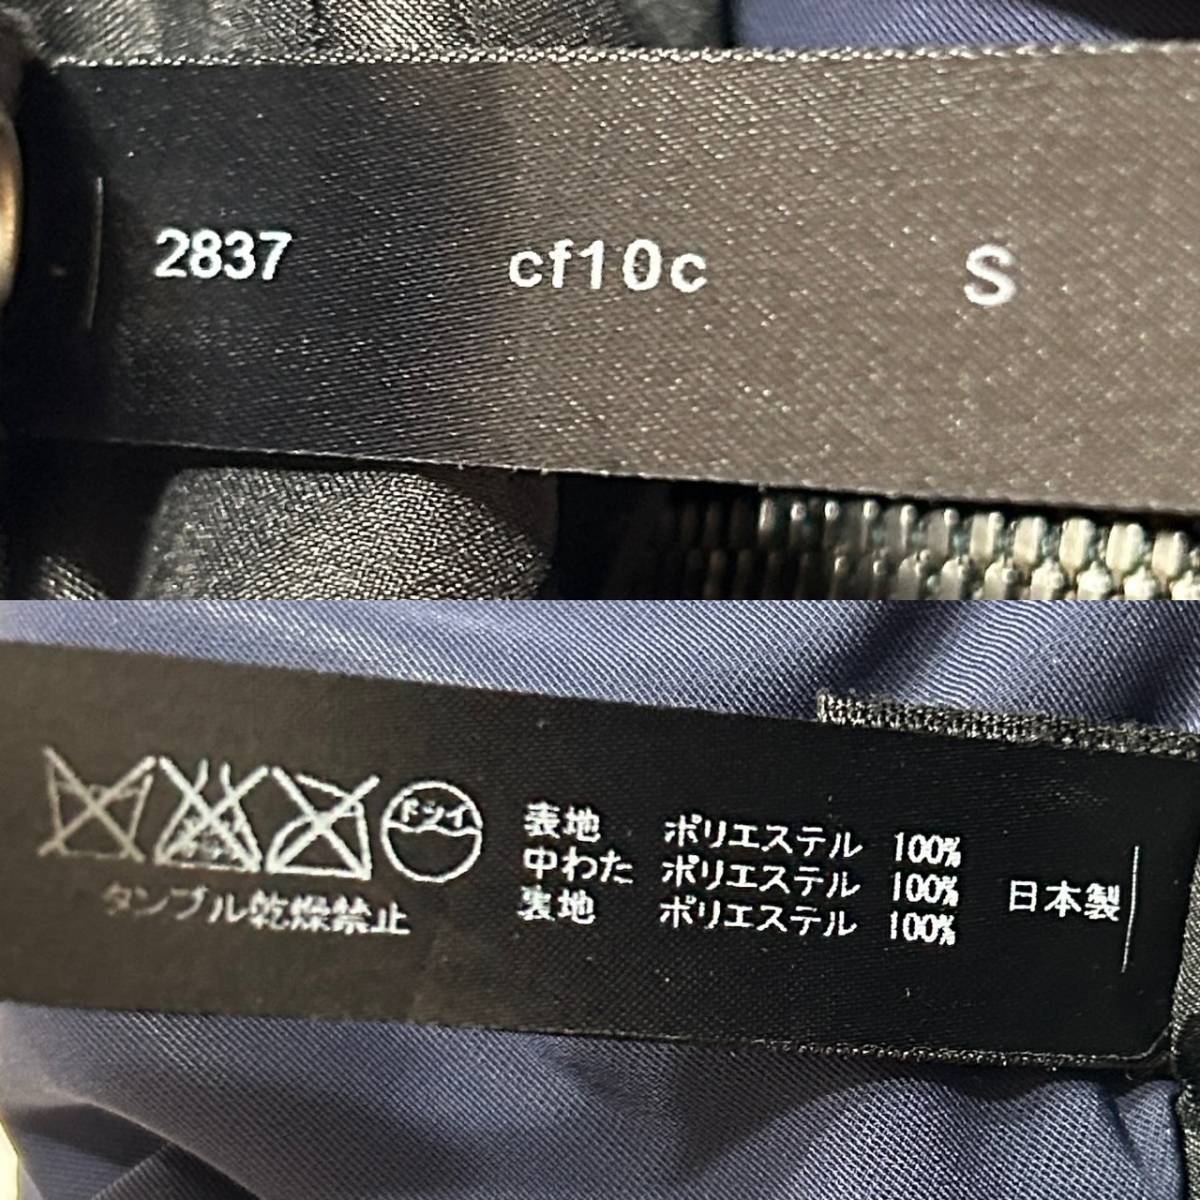 2837 cf10c S
ドライ
タンブル乾燥禁止
表地 ポリエステル 100%
中わた ポリエステル 100%
裏地 ポリエステル 100%
日本製